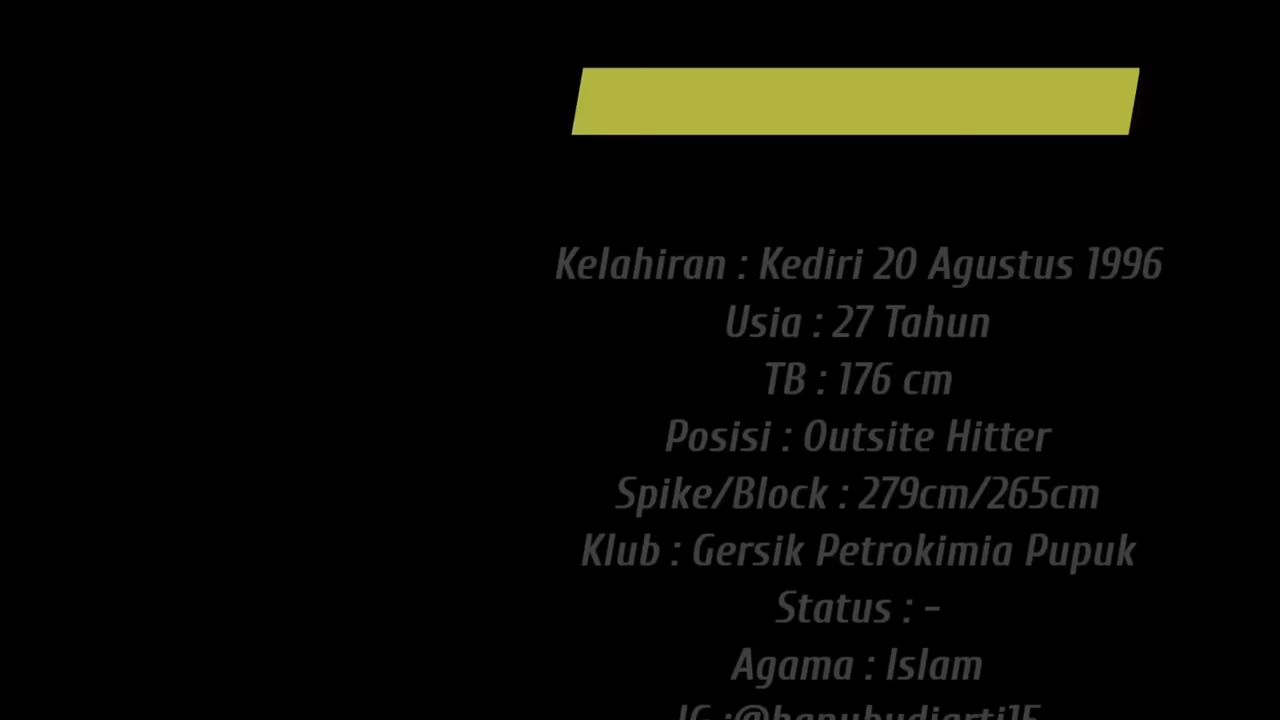 Kelahiran : Kediri 20 Agustus 1996
Usia : 27 Tahun
TB : 176 cm
Posisi : Outsite Hitter
Spike/Block : 279cm/265cm
Klub : Gersik Petrokimia Pupuk
Status : -
Agama : Islam
IG :